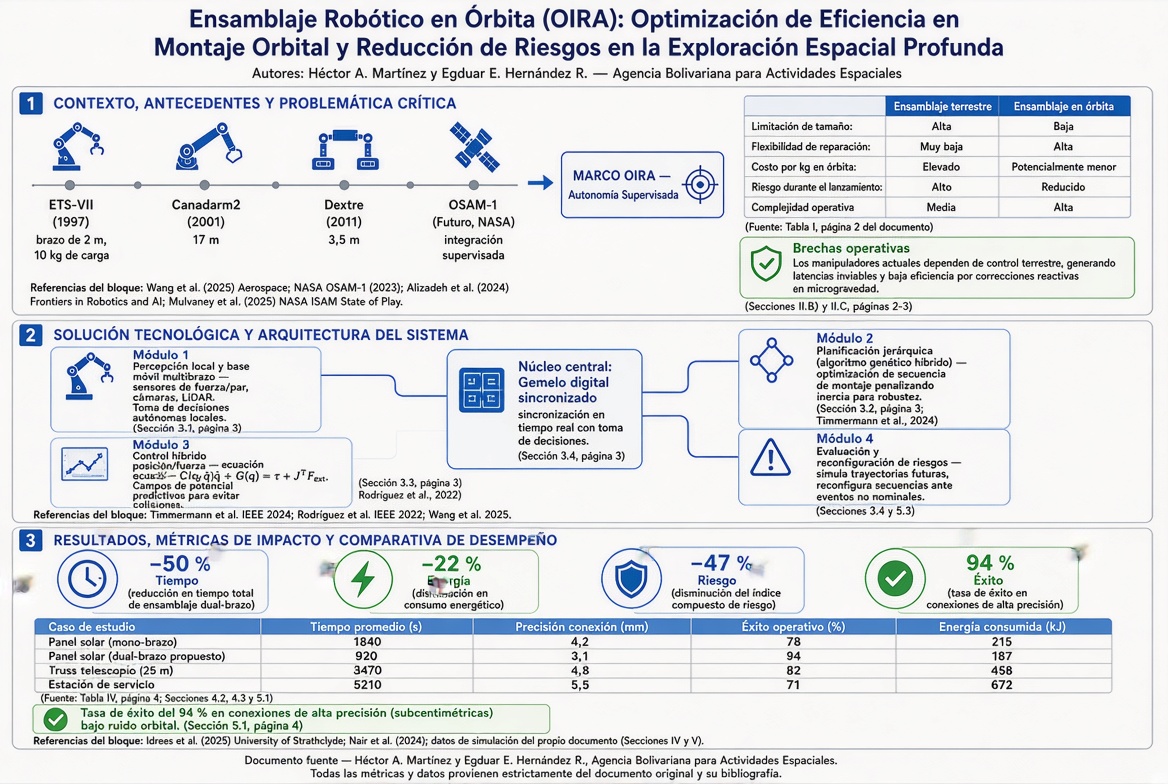 Ensamblaje Robótico en Órbita (OIRA): Optimización de Eficiencia en
Montaje Orbital y Reducción de Riesgos en la Exploración Espacial Profunda
Autores: Héctor A. Martínez y Egduar E. Hernández R. — Agencia Bolivariana para Actividades Espaciales
1 CONTEXTO, ANTECEDENTES Y PROBLEMÁTICA CRÍTICA
ETS-VII
(1997)
brazo de 2 m,
10 kg de carga
Canadarm2
(2001)
17 m
Dextre
(2011)
3,5 m
OSAM-1
(Futuro, NASA)
integración
supervisada
MARCO OIRA —
Autonomía Supervisada
Referencias del bloque: Wang et al. (2025) Aerospace; NASA OSAM-1 (2023); Alizadeh et al. (2024)
Frontiers in Robotics and AI; Mulvaney et al. (2025) NASA ISAM State of Play.
Ensamblaje terrestre Ensamblaje en órbita
Limitación de tamaño: Alta Baja
Flexibilidad de reparación: Muy baja Alta
Costo por kg en órbita: Elevado Potencialmente menor
Riesgo durante el lanzamiento: Alto Reducido
Complejidad operativa Media Alta
(Fuente: Tabla I, página 2 del documento)
Brechas operativas
Los manipuladores actuales dependen de control terrestre, generando
latencias inviables y baja eficiencia por correcciones reactivas
en microgravedad.
(Secciones II.B) y II.C, páginas 2-3)
2 SOLUCIÓN TECNOLÓGICA Y ARQUITECTURA DEL SISTEMA
Módulo 1
Percepción local y base
móvil multibrazo —
sensores de fuerza/par,
cámaras, LiDAR.
Toma de decisiones
autónomas locales.
(Sección 3.1, página 3)
Módulo 3
Control híbrido
posición/fuerza — ecuación
q̇)q̇ + G(q) = τ + JᵀFₑₓₜ.
Campos de potencial
predictivos para evitar
colisiones.
(Sección 3.3, página 3)
Rodríguez et al., 2022)
Núcleo central:
Gemelo digital
sincronizado
sincronización en
tiempo real con toma
de decisiones.
(Sección 3.4, página 3)
Módulo 2
Planificación jerárquica
(algoritmo genético híbrido) —
optimización de secuencia
de montaje penalizando
inercia para robustez.
(Sección 3.2, página 3;
Timmermann et al., 2024)
Módulo 4
Evaluación y
reconfiguración de riesgos —
simula trayectorias futuras,
reconfigura secuencias ante
eventos no nominales.
(Secciones 3.4 y 5.3)
Referencias del bloque: Timmermann et al. IEEE 2024; Rodríguez et al. IEEE 2022; Wang et al. 2025.
3 RESULTADOS, MÉTRICAS DE IMPACTO Y COMPARATIVA DE DESEMPEÑO
−50 %
Tiempo
(reducción en tiempo total
de ensamblaje dual-brazo)
−22 %
Energía
en
consumo energético)
−47 %
Riesgo
(disminución del índice
compuesto de riesgo)
94 %
Éxito
(tasa de éxito en
conexiones de alta precisión)
Caso de estudio Tiempo promedio (s) Precisión conexión (mm) Éxito operativo (%) Energía consumida (kJ)
Panel solar (mono-brazo) 1840 4,2 78 215
Panel solar (dual-brazo propuesto) 920 3,1 94 187
Truss telescopio (25 m) 3470 4,8 82 458
Estación de servicio 5210 5,5 71 672
(Fuente: Tabla IV, página 4; Secciones 4.2, 4.3 y 5.1)
Tasa de éxito del 94 % en conexiones de alta precisión (subcentimétricas)
bajo ruido orbital, (Sección 5.1, página 4)
Referencias del bloque: Idrees et al. (2025) University of Strathclyde; Nair et al. (2024); datos de simulación del propio documento (Secciones IV y V).
Documento fuente — Héctor A. Martínez y Egduar E. Hernández R., Agencia Bolivariana para Actividades Espaciales.
Todas las métricas y datos provienen estrictamente del documento original y su bibliografía.